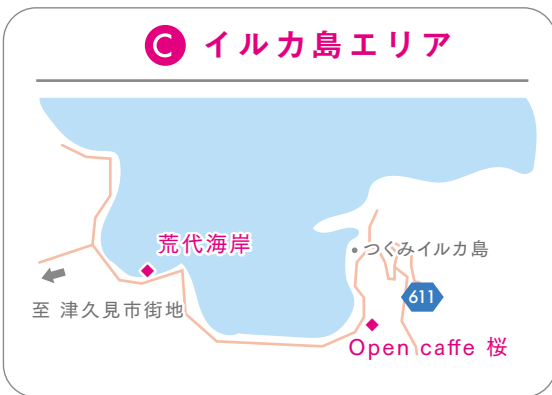 C イルカ島エリア
荒代海岸
つくみイルカ島
至 津久見市街地
611
Open caffe 桜